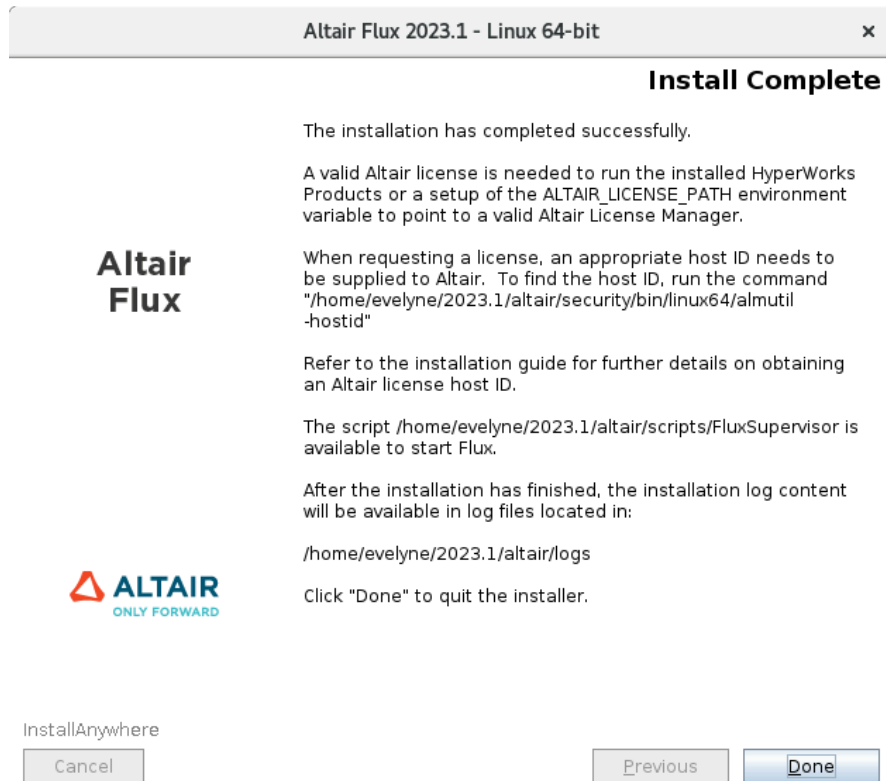 Altair Flux 2023.1 - Linux 64-bit
×
Install Complete
The installation has completed successfully.
A valid Altair license is needed to run the installed HyperWorks
Products or a setup of the ALTAIR_LICENSE_PATH environment
variable to point to a valid Altair License Manager.
When requesting a license, an appropriate host ID needs to
be supplied to Altair.  To find the host ID, run the command
"/home/evelyne/2023.1/altair/security/bin/linux64/almutil
-hostid"
Refer to the installation guide for further details on obtaining
an Altair license host ID.
The script /home/evelyne/2023.1/altair/scripts/FluxSupervisor is
available to start Flux.
After the installation has finished, the installation log content
will be available in log files located in:
/home/evelyne/2023.1/altair/logs
Click "Done" to quit the installer.
Altair
Flux
ALTAIR
ONLY FORWARD
InstallAnywhere
Cancel
Previous
Done